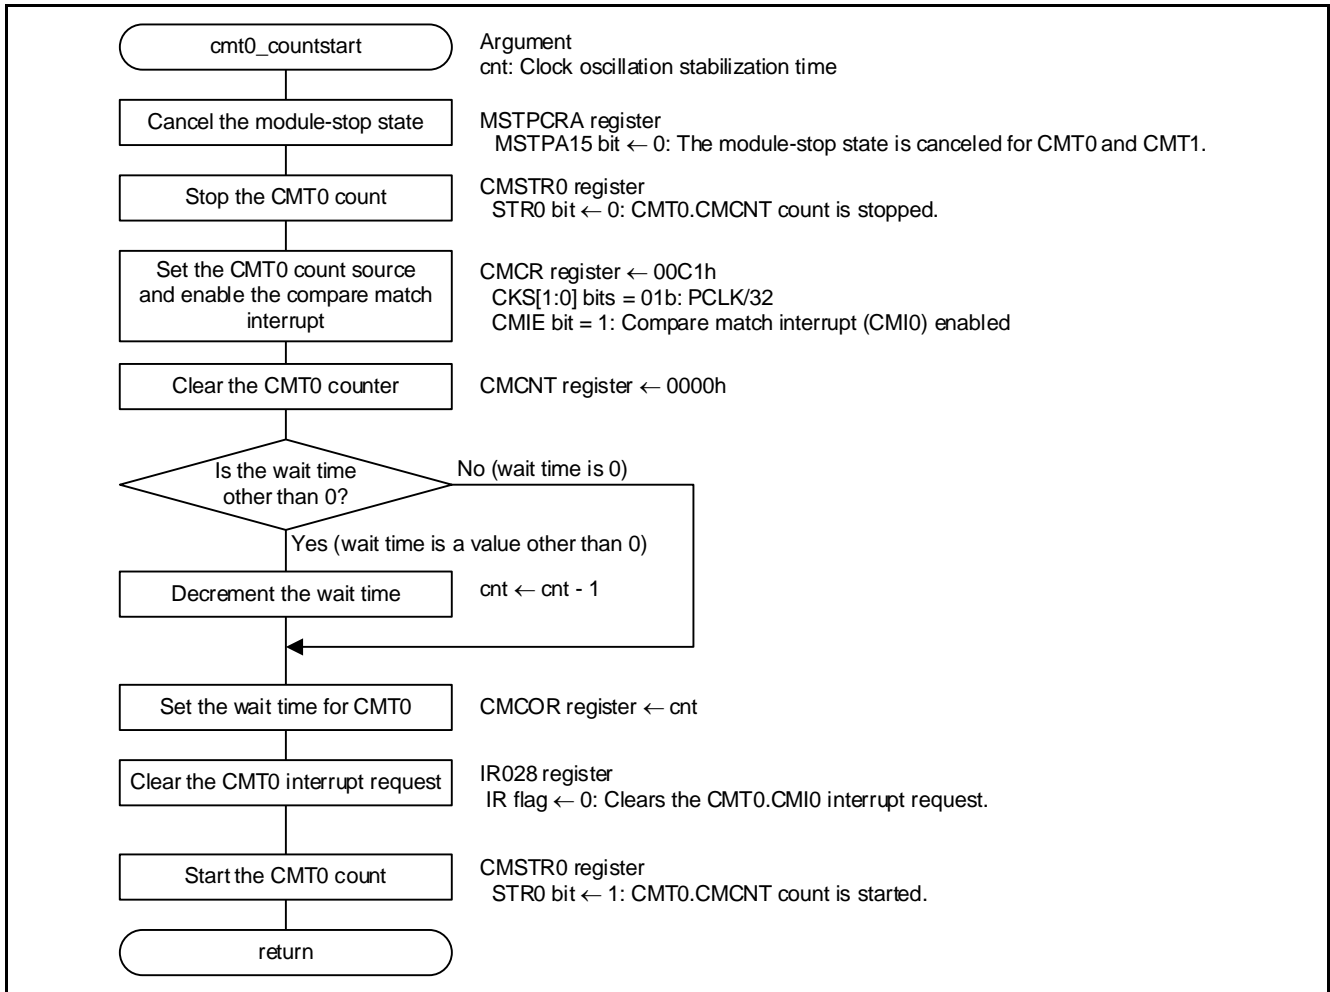 cmt0_countstart
Argument
cnt: Clock oscillation stabilization time
Cancel the module-stop state
MSTPCRA register
MSTPA15 bit ← 0: The module-stop state is canceled for CMT0 and CMT1.
Stop the CMT0 count
CMSTR0 register
STR0 bit ← 0: CMT0.CMCNT count is stopped.
Set the CMT0 count source
and enable the compare match
interrupt
CMCR register ← 00C1h
CKS[1:0] bits = 01b: PCLK/32
CMIE bit = 1: Compare match interrupt (CMI0) enabled
Clear the CMT0 counter
CMCNT register ← 0000h
Is the wait time
other than 0?
No (wait time is 0)
Yes (wait time is a value other than 0)
Decrement the wait time
cnt ← cnt - 1
Set the wait time for CMT0
CMCOR register ← cnt
Clear the CMT0 interrupt request
IR028 register
IR flag ← 0: Clears the CMT0.CMI0 interrupt request.
Start the CMT0 count
CMSTR0 register
STR0 bit ← 1: CMT0.CMCNT count is started.
return